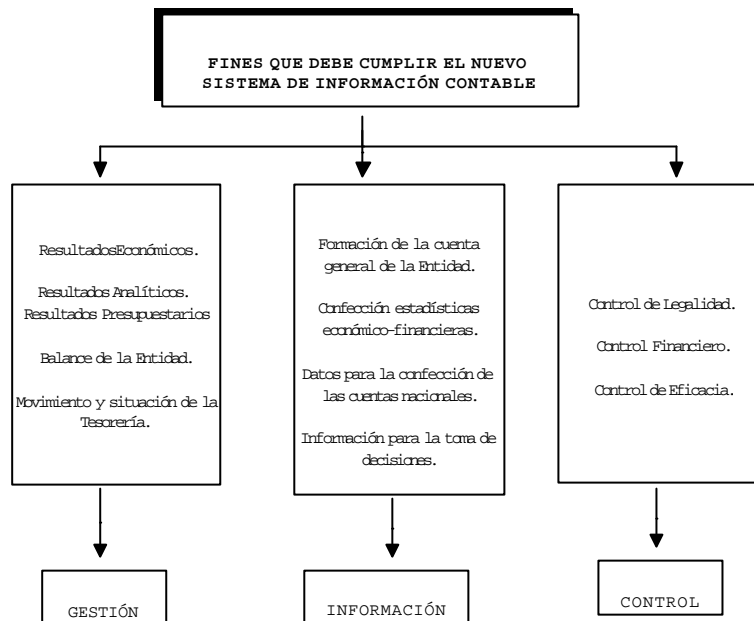 FINES QUE DEBE CUMPLIR EL NUEVO
SISTEMA DE INFORMACIÓN CONTABLE
ResultadosEconómicos.
Resultados Analíticos.
Resultados Presupuestarios
Balance de la Entidad.
Movimiento y situación de la
Tesorería.
Formación de la cuenta
general de la Entidad.
Confección estadísticas
económico-financieras.
Datos para la confección de
las cuentas nacionales.
Información para la toma de
decisiones.
Control de Legalidad.
Control Financiero.
Control de Eficacia.
GESTIÓN
INFORMACIÓN
CONTROL